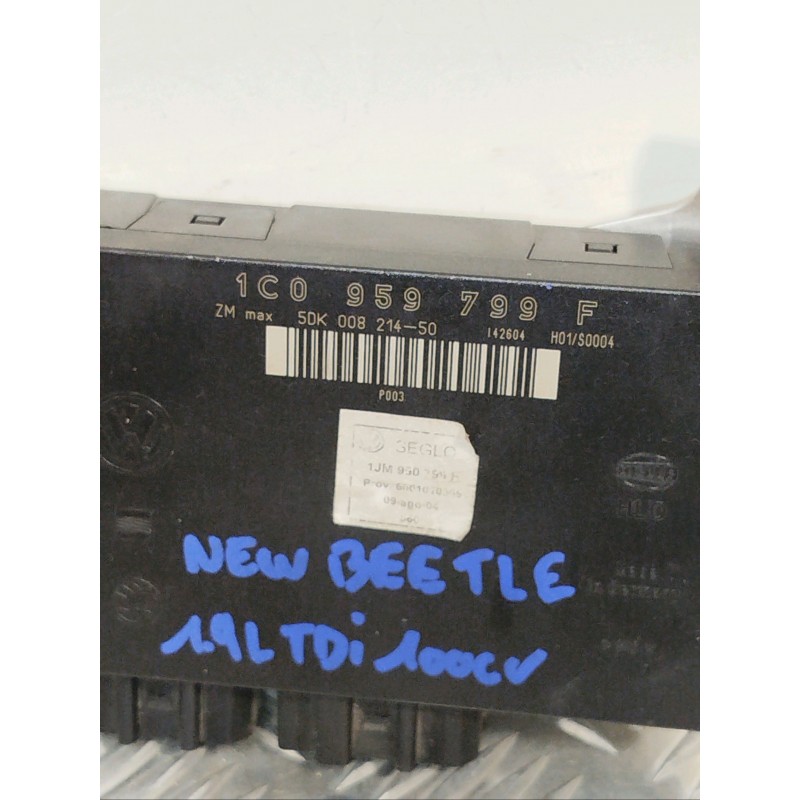 1C0 959 799 F
ZM max 5DK 008 214-50 142604 H01/S0004
P003
SEGLO
HELLA
NEW BEETLE
1.9L TDi 100cv